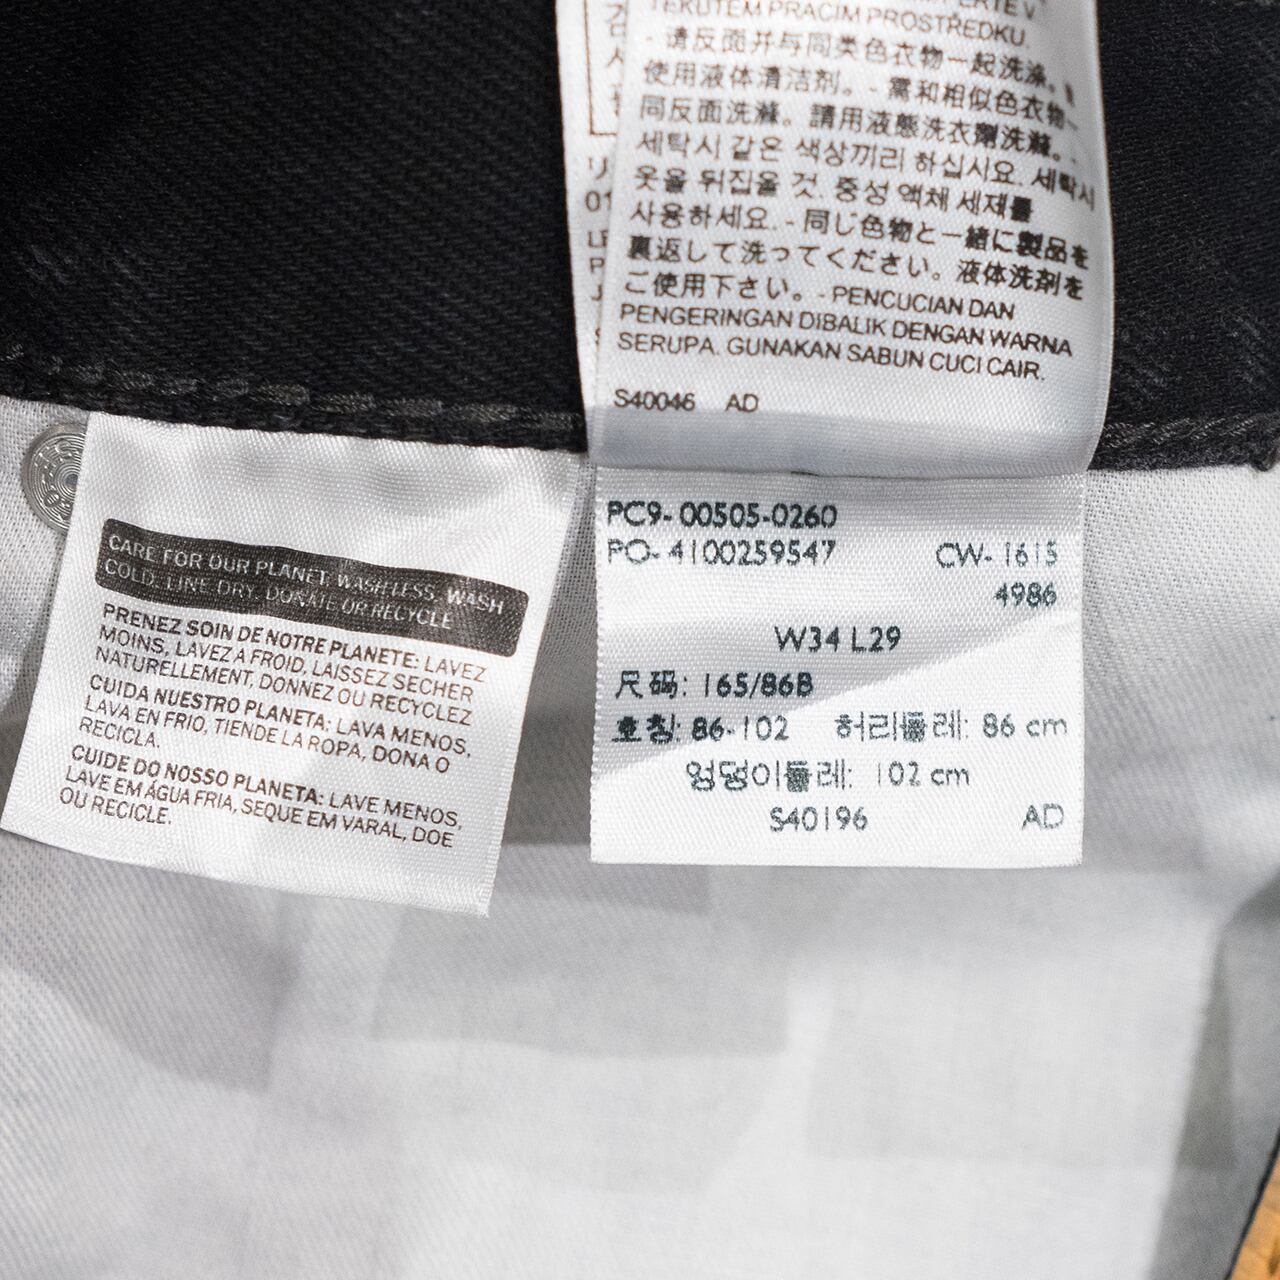 TEKUTÉM PRACÍM PROSTŘEDKU.
- 请反面并与同类色衣物一起洗涤。
使用液体清洁剂。 - 需和相似色衣物一
同反面洗滌。請用液態洗衣劑洗滌。 -
세탁시 같은 색상끼리 하십시요. 세탁시
옷을 뒤집을 것. 중성 액체 세제를
사용하세요. - 同じ色物と一緒に製品を
裏返して洗ってください。液体洗剤を
ご使用下さい。- PENCUCIAN DAN
PENGERINGAN DIBALIK DENGAN WARNA
SERUPA. GUNAKAN SABUN CUCI CAIR.
S40046 AD
CARE FOR OUR PLANET: WASH LESS, WASH
COLD, LINE DRY, DONATE OR RECYCLE
PRENEZ SOIN DE NOTRE PLANETE: LAVEZ
MOINS, LAVEZ A FROID, LAISSEZ SECHER
NATURELLEMENT, DONNEZ OU RECYCLEZ
CUIDA NUESTRO PLANETA: LAVA MENOS,
LAVA EN FRIO, TIENDE LA ROPA, DONA O
RECICLA.
CUIDE DO NOSSO PLANETA: LAVE MENOS,
LAVE EM ÁGUA FRIA, SEQUE EM VARAL, DOE
OU RECICLE.
PC9- 00505-0260
PO- 4100259547 CW- 1615
4986
W34 L29
尺码: 165/86B
호칭: 86-102 허리둘레: 86 cm
엉덩이둘레: 102 cm
S40196 AD